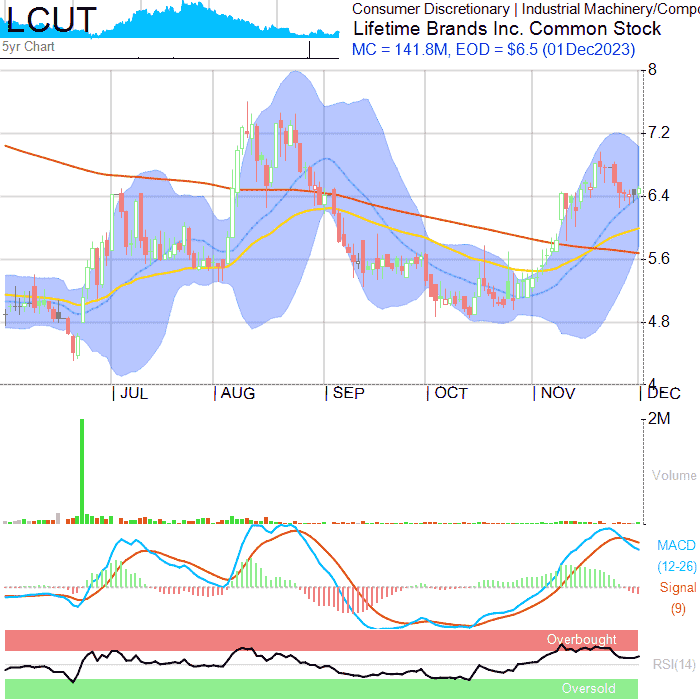 LCUT
5yr Chart
Consumer Discretionary | Industrial Machinery/Compo
Lifetime Brands Inc. Common Stock
MC = 141.8M, EOD = $6.5 (01Dec2023)
8
7.2
6.4
5.6
4.8
4
JUL
AUG
SEP
OCT
NOV
DEC
2M
Volume
MACD
(12-26)
Signal
(9)
Overbought
RSI(14)
Oversold